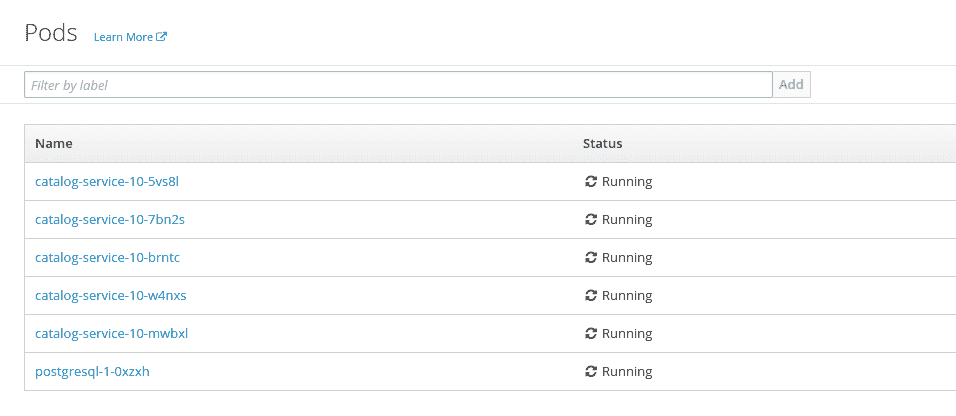 Pods Learn More
Filter by label Add
Name Status
catalog-service-10-5vs8l Running
catalog-service-10-7bn2s Running
catalog-service-10-brntc Running
catalog-service-10-w4nxs Running
catalog-service-10-mwbxl Running
postgresql-1-0xzxh Running